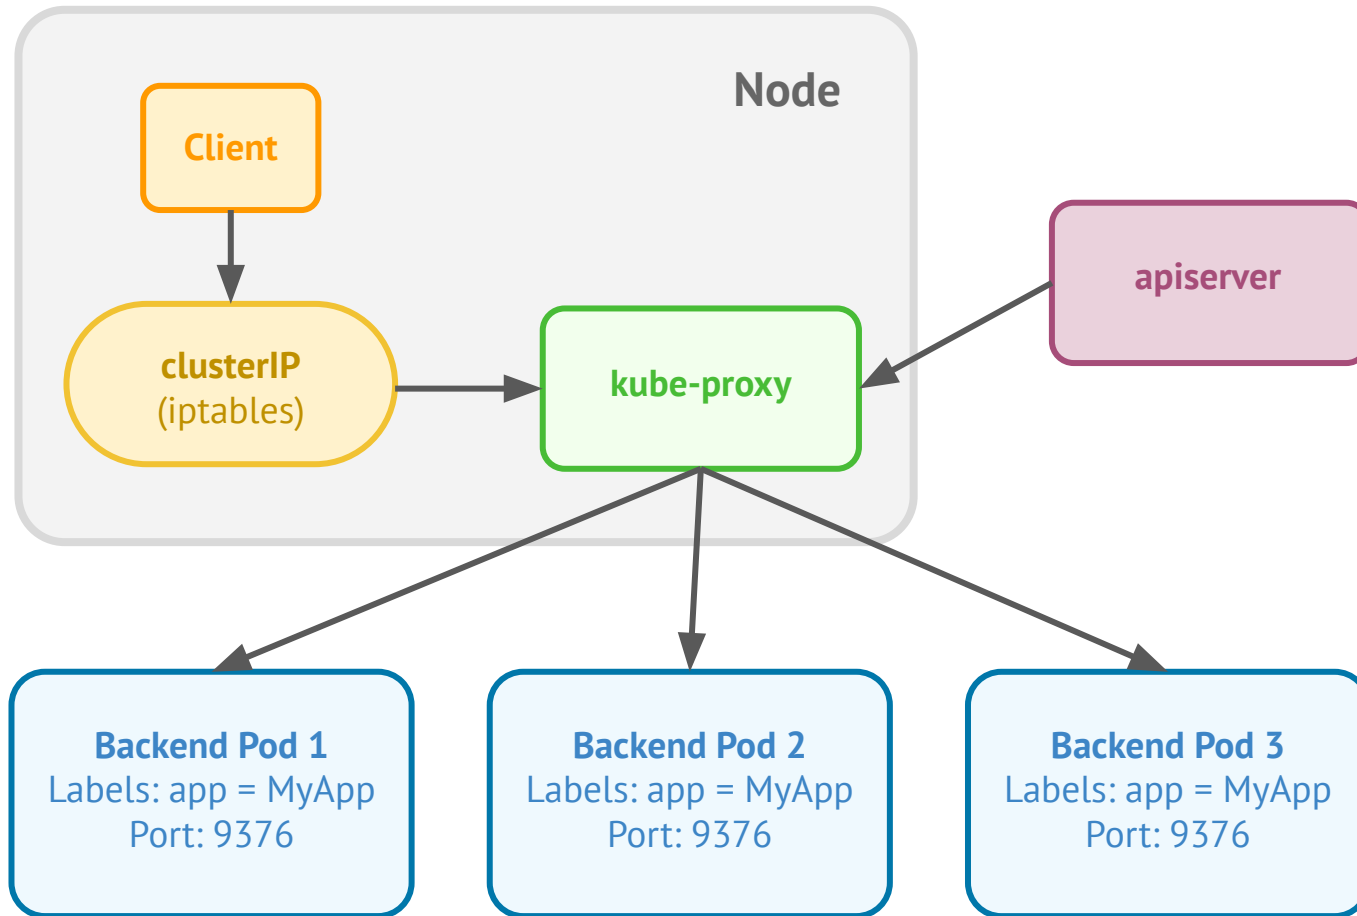 Node
Client
apiserver
clusterIP
(iptables)
kube-proxy
Backend Pod 1
Labels: app = MyApp
Port: 9376
Backend Pod 2
Labels: app = MyApp
Port: 9376
Backend Pod 3
Labels: app = MyApp
Port: 9376